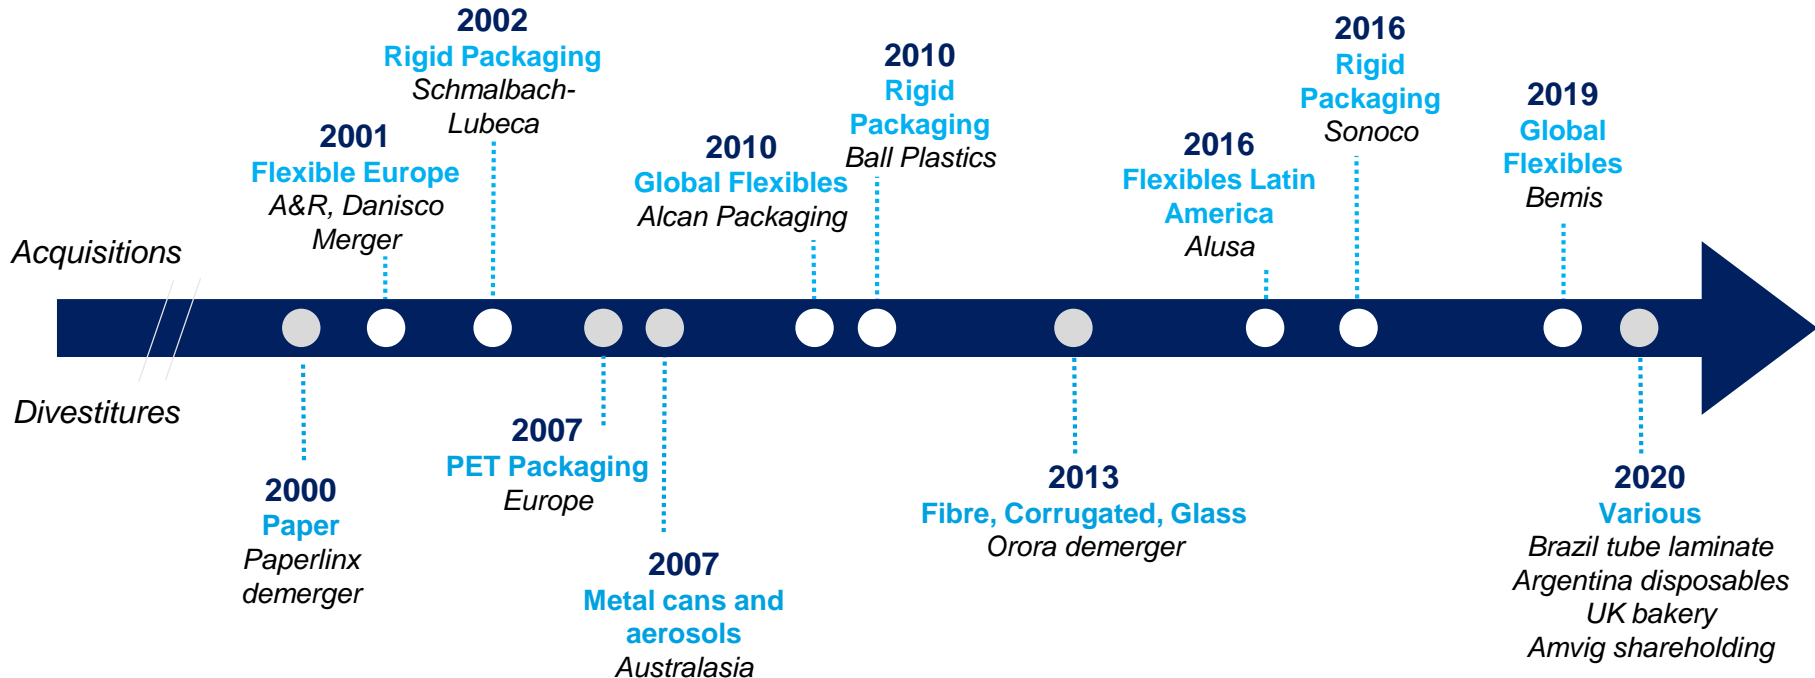 Acquisitions
2001
Flexible Europe
A&R, Danisco
Merger
2002
Rigid Packaging
Schmalbach-
Lubeca
2010
Global Flexibles
Alcan Packaging
2010
Rigid
Packaging
Ball Plastics
2016
Flexibles Latin
America
Alusa
2016
Rigid
Packaging
Sonoco
2019
Global
Flexibles
Bemis
Divestitures
2000
Paper
Paperlinx
demerger
2007
PET Packaging
Europe
2007
Metal cans and
aerosols
Australasia
2013
Fibre, Corrugated, Glass
Orora demerger
2020
Various
Brazil tube laminate
Argentina disposables
UK bakery
Amvig shareholding